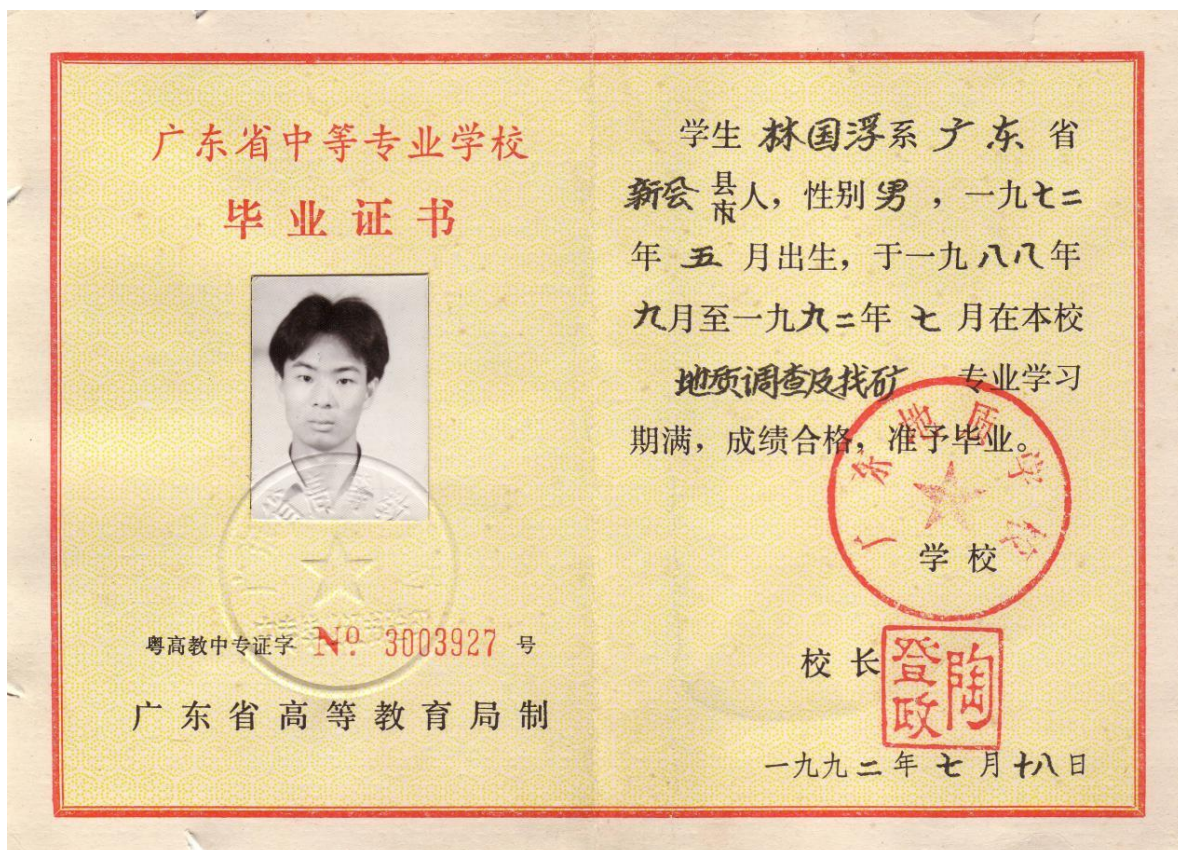 广东省中等专业学校
毕业证书
粤高教中专证字 Nº 3003927 号
广东省高等教育局制
学生 林国浮系广东省
新会 县
市 人，性别男，一九七二
年五月出生，于一九八八年
九月至一九九二年七月在本校
地质调查及找矿 专业学习
期满，成绩合格，准予毕业。
广东地质学校
学校
校长
陶登政
一九九二年七月十八日